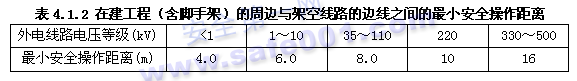 表 4.1.2 在建工程（含脚手架）的周边与架空线路的边线之间的最小安全操作距离
外电线路电压等级(kV) <1 1～10 35～110 220 330～500
最小安全操作距离(m) 4.0 6.0 8.0 10 16